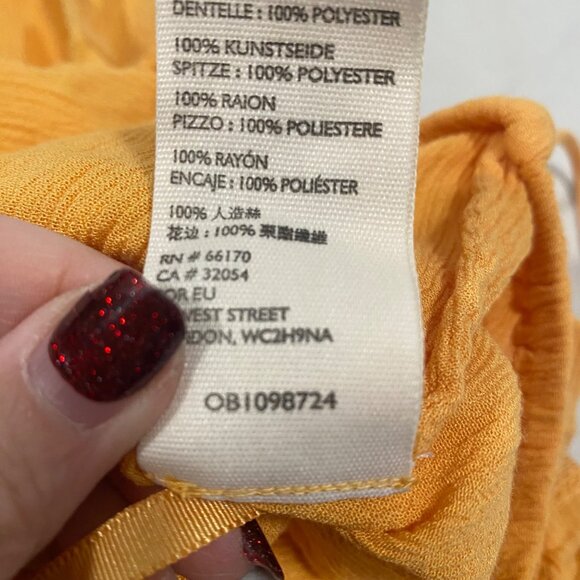 DENTELLE : 100% POLYESTER
100% KUNSTSEIDE
SPITZE : 100% POLYESTER
100% RAION
PIZZO : 100% POLIESTERE
100% RAYÓN
ENCAJE : 100% POLIÉSTER
100% 人造絲
花边 : 100% 聚酯纖維
RN # 66170
CA # 32054
OR EU
WEST STREET
DON, WC2H9NA
OB1098724